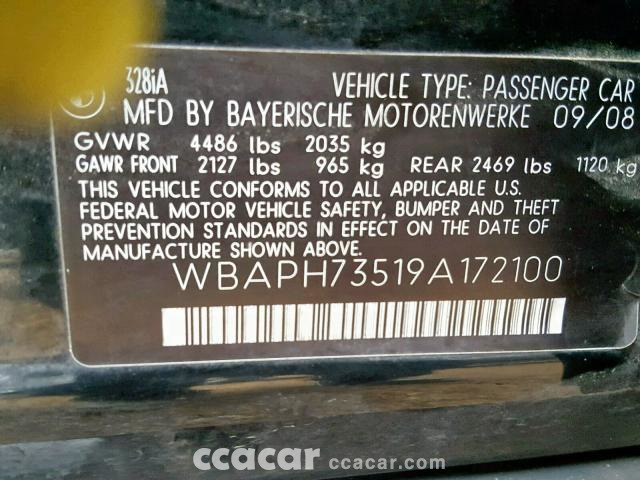 328iA VEHICLE TYPE: PASSENGER CAR
MFD BY BAYERISCHE MOTORENWERKE 09/08
GVWR 4486 lbs 2035 kg
GAWR FRONT 2127 lbs 965 kg REAR 2469 lbs 1120 kg
THIS VEHICLE CONFORMS TO ALL APPLICABLE U.S.
FEDERAL MOTOR VEHICLE SAFETY, BUMPER AND THEFT
PREVENTION STANDARDS IN EFFECT ON THE DATE OF
MANUFACTURE SHOWN ABOVE.
WBAPH73519A172100
ccacar ccacar.com